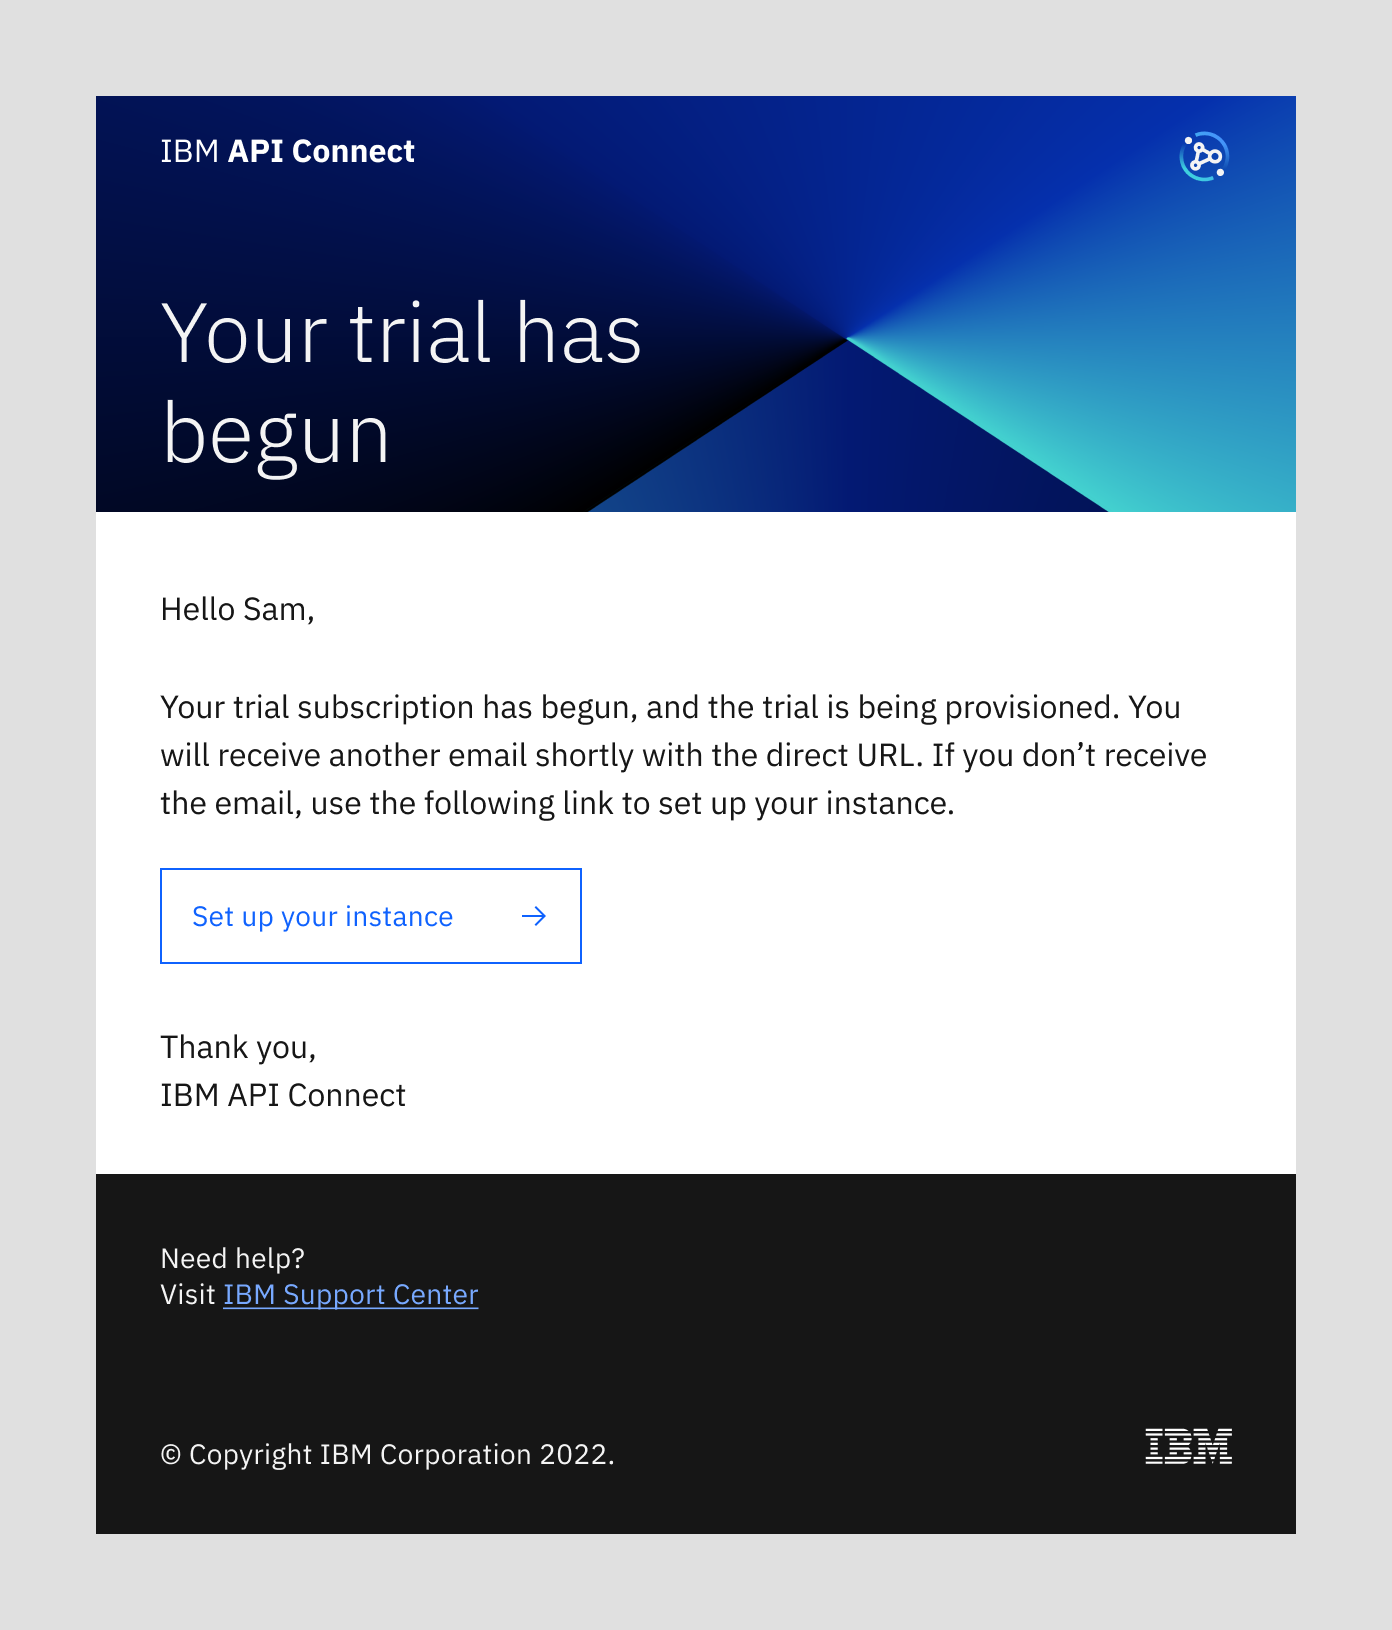 IBM API Connect
Your trial has
begun
Hello Sam,
Your trial subscription has begun, and the trial is being provisioned. You
will receive another email shortly with the direct URL. If you don’t receive
the email, use the following link to set up your instance.
Set up your instance →
Thank you,
IBM API Connect
Need help?
Visit IBM Support Center
© Copyright IBM Corporation 2022.
IBM